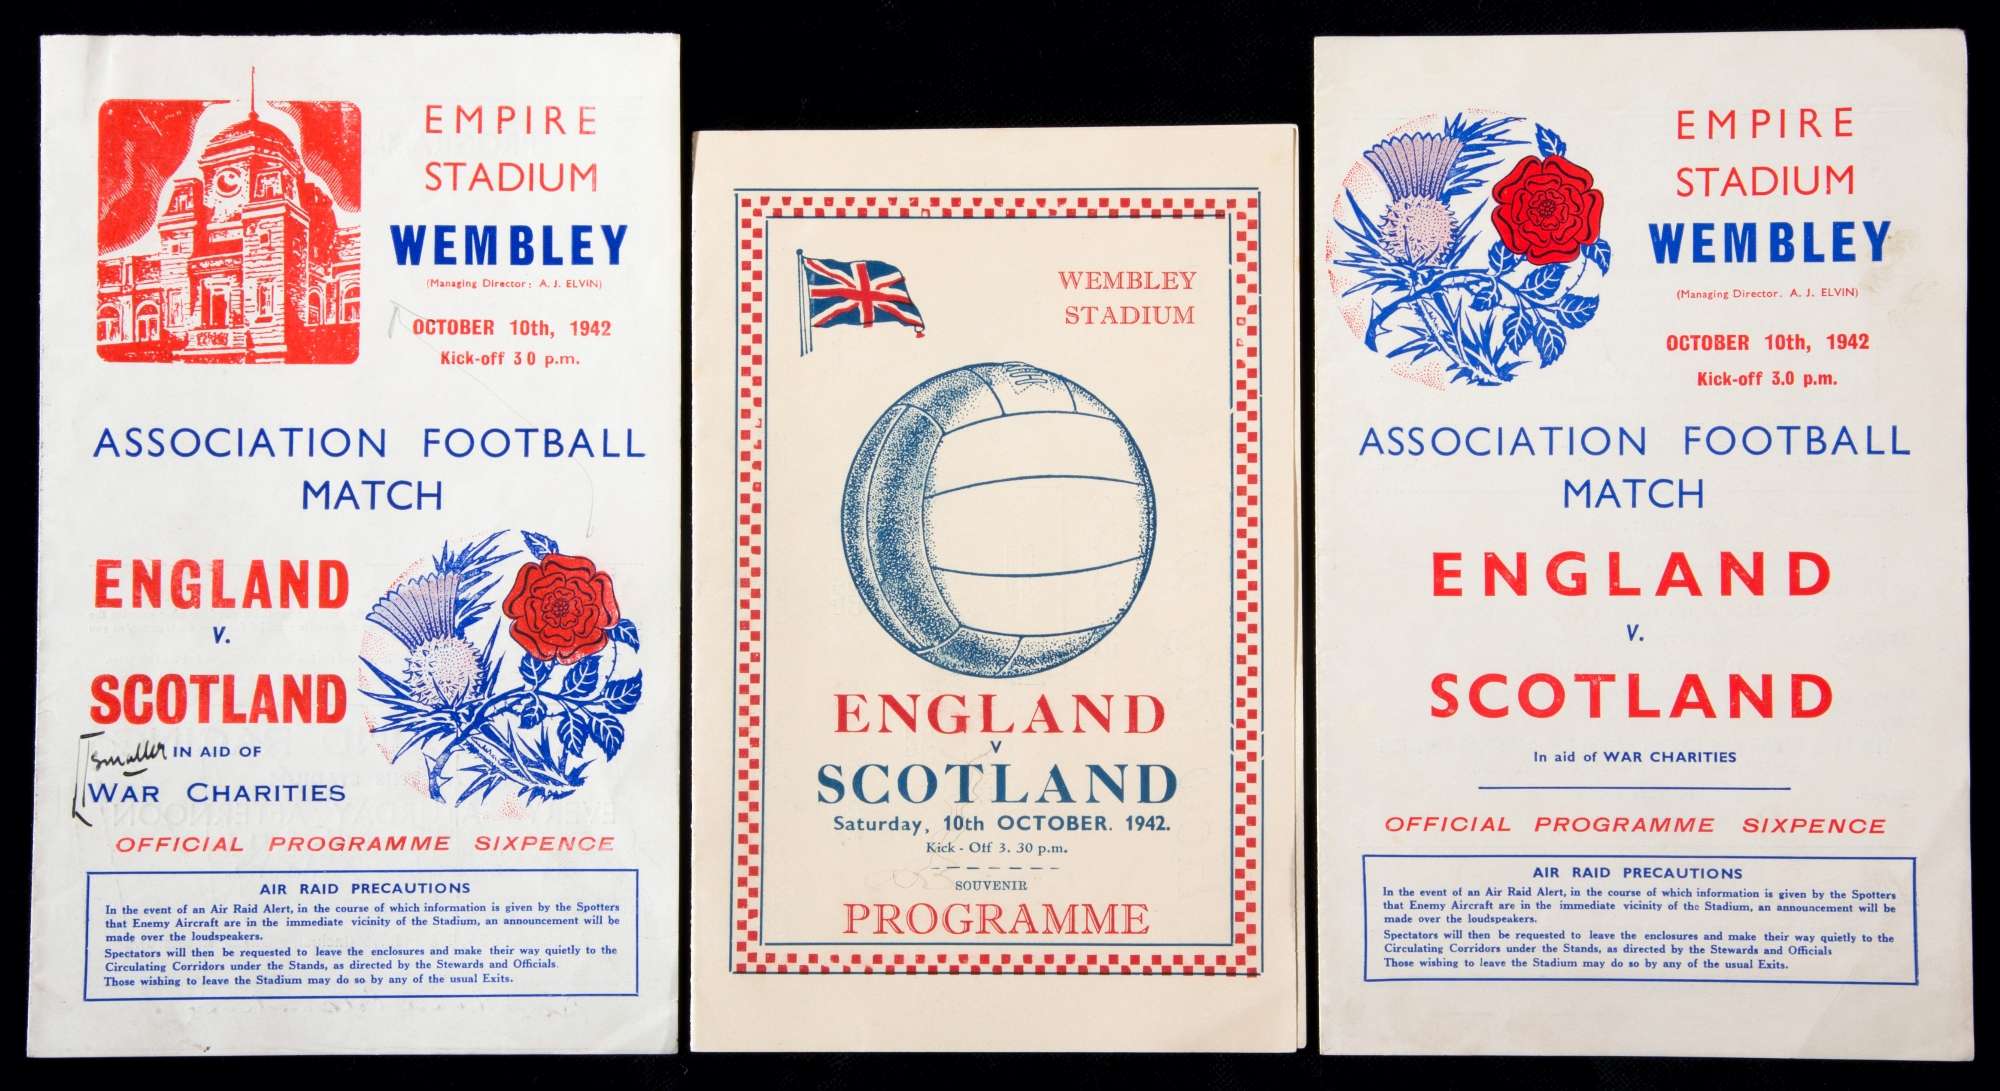 EMPIRE
STADIUM
WEMBLEY
(Managing Director: A. J. ELVIN)
OCTOBER 10th, 1942
Kick-off 3 0 p.m.
ASSOCIATION FOOTBALL
MATCH
ENGLAND
v.
SCOTLAND
smaller
IN AID OF
WAR CHARITIES
OFFICIAL PROGRAMME SIXPENCE
AIR RAID PRECAUTIONS
In the event of an Air Raid Alert, in the course of which information is given by the Spotters
that Enemy Aircraft are in the immediate vicinity of the Stadium, an announcement will be
made over the loudspeakers.
Spectators will then be requested to leave the enclosures and make their way quietly to the
Circulating Corridors under the Stands, as directed by the Stewards and Officials.
Those wishing to leave the Stadium may do so by any of the usual Exits.
WEMBLEY
STADIUM
ENGLAND
v
SCOTLAND
Saturday, 10th OCTOBER. 1942.
Kick - Off 3. 30 p.m.
SOUVENIR
PROGRAMME
EMPIRE
STADIUM
WEMBLEY
(Managing Director. A. J. ELVIN)
OCTOBER 10th, 1942
Kick-off 3.0 p.m.
ASSOCIATION FOOTBALL
MATCH
ENGLAND
v.
SCOTLAND
In aid of WAR CHARITIES
OFFICIAL PROGRAMME SIXPENCE
AIR RAID PRECAUTIONS
In the event of an Air Raid Alert, in the course of which information is given by the Spotters
that Enemy Aircraft are in the immediate vicinity of the Stadium, an announcement will be
made over the loudspeakers.
Spectators will then be requested to leave the enclosures and make their way quietly to the
Circulating Corridors under the Stands, as directed by the Stewards and Officials
Those wishing to leave the Stadium may do so by any of the usual Exits.